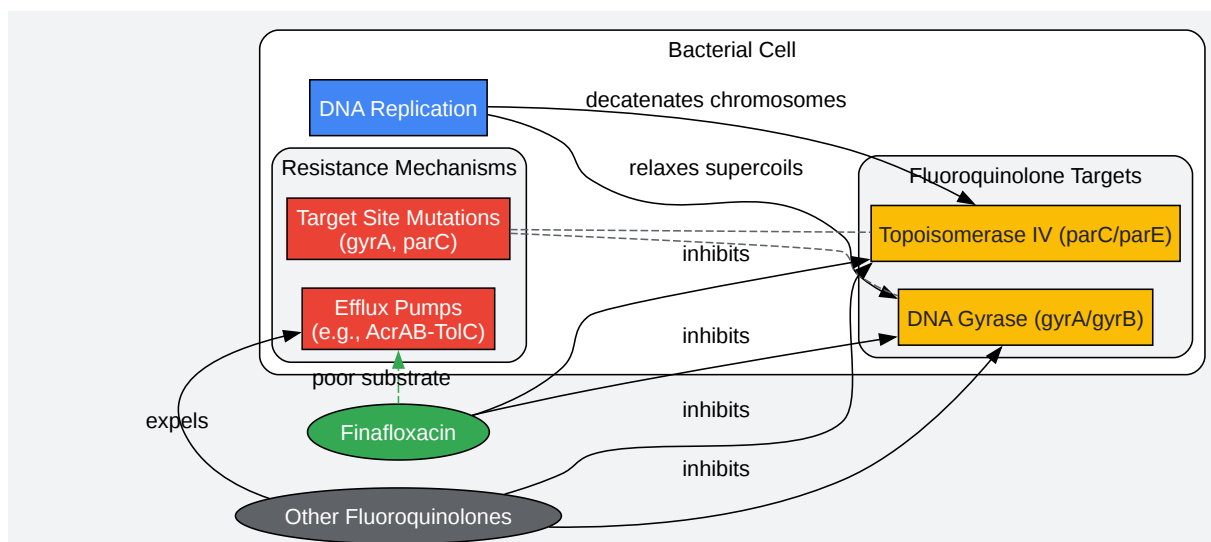 Bacterial Cell
DNA Replication
decatenates chromosomes
relaxes supercoils
Resistance Mechanisms
Target Site Mutations
(gyrA, parC)
Efflux Pumps
(e.g., AcrAB-TolC)
Fluoroquinolone Targets
Topoisomerase IV (parC/parE)
DNA Gyrase (gyrA/gyrB)
inhibits
inhibits
inhibits
inhibits
poor substrate
expels
Finafloxacin
Other Fluoroquinolones